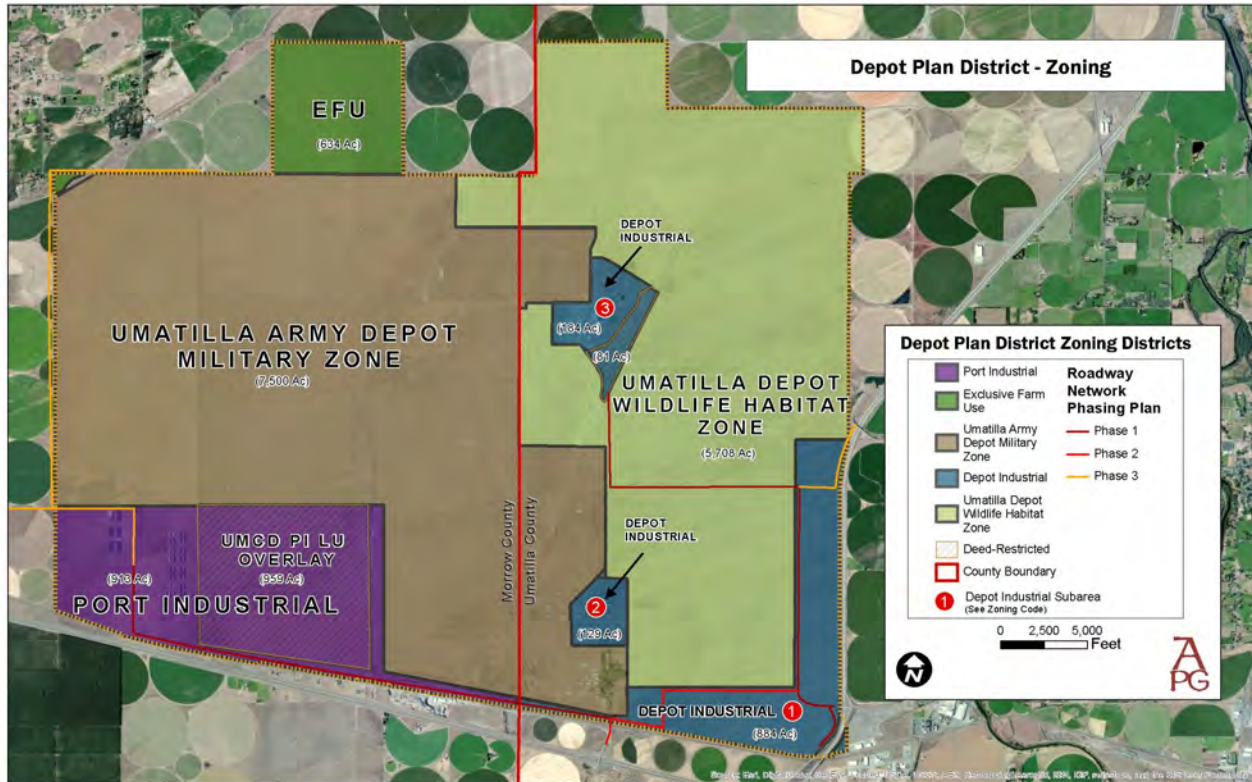 Depot Plan District - Zoning
EFU
(634 Ac)
DEPOT
INDUSTRIAL
3
(184 Ac)
(81 Ac)
UMATILLA ARMY DEPOT
MILITARY ZONE
(7,500 Ac)
UMATILLA DEPOT
WILDLIFE HABITAT
ZONE
(5,708 Ac)
Morrow County
Umatilla County
UMCD PI LU
OVERLAY
(959 Ac)
(913 Ac)
PORT INDUSTRIAL
DEPOT
INDUSTRIAL
2
(129 Ac)
DEPOT INDUSTRIAL 1
(884 Ac)
Depot Plan District Zoning Districts
Port Industrial
Exclusive Farm
Use
Umatilla Army
Depot Military
Zone
Depot Industrial
Umatilla Depot
Wildlife Habitat
Zone
Deed-Restricted
County Boundary
1 Depot Industrial Subarea
(See Zoning Code)
Roadway
Network
Phasing Plan
Phase 1
Phase 2
Phase 3
0 2,500 5,000
Feet
N
APG